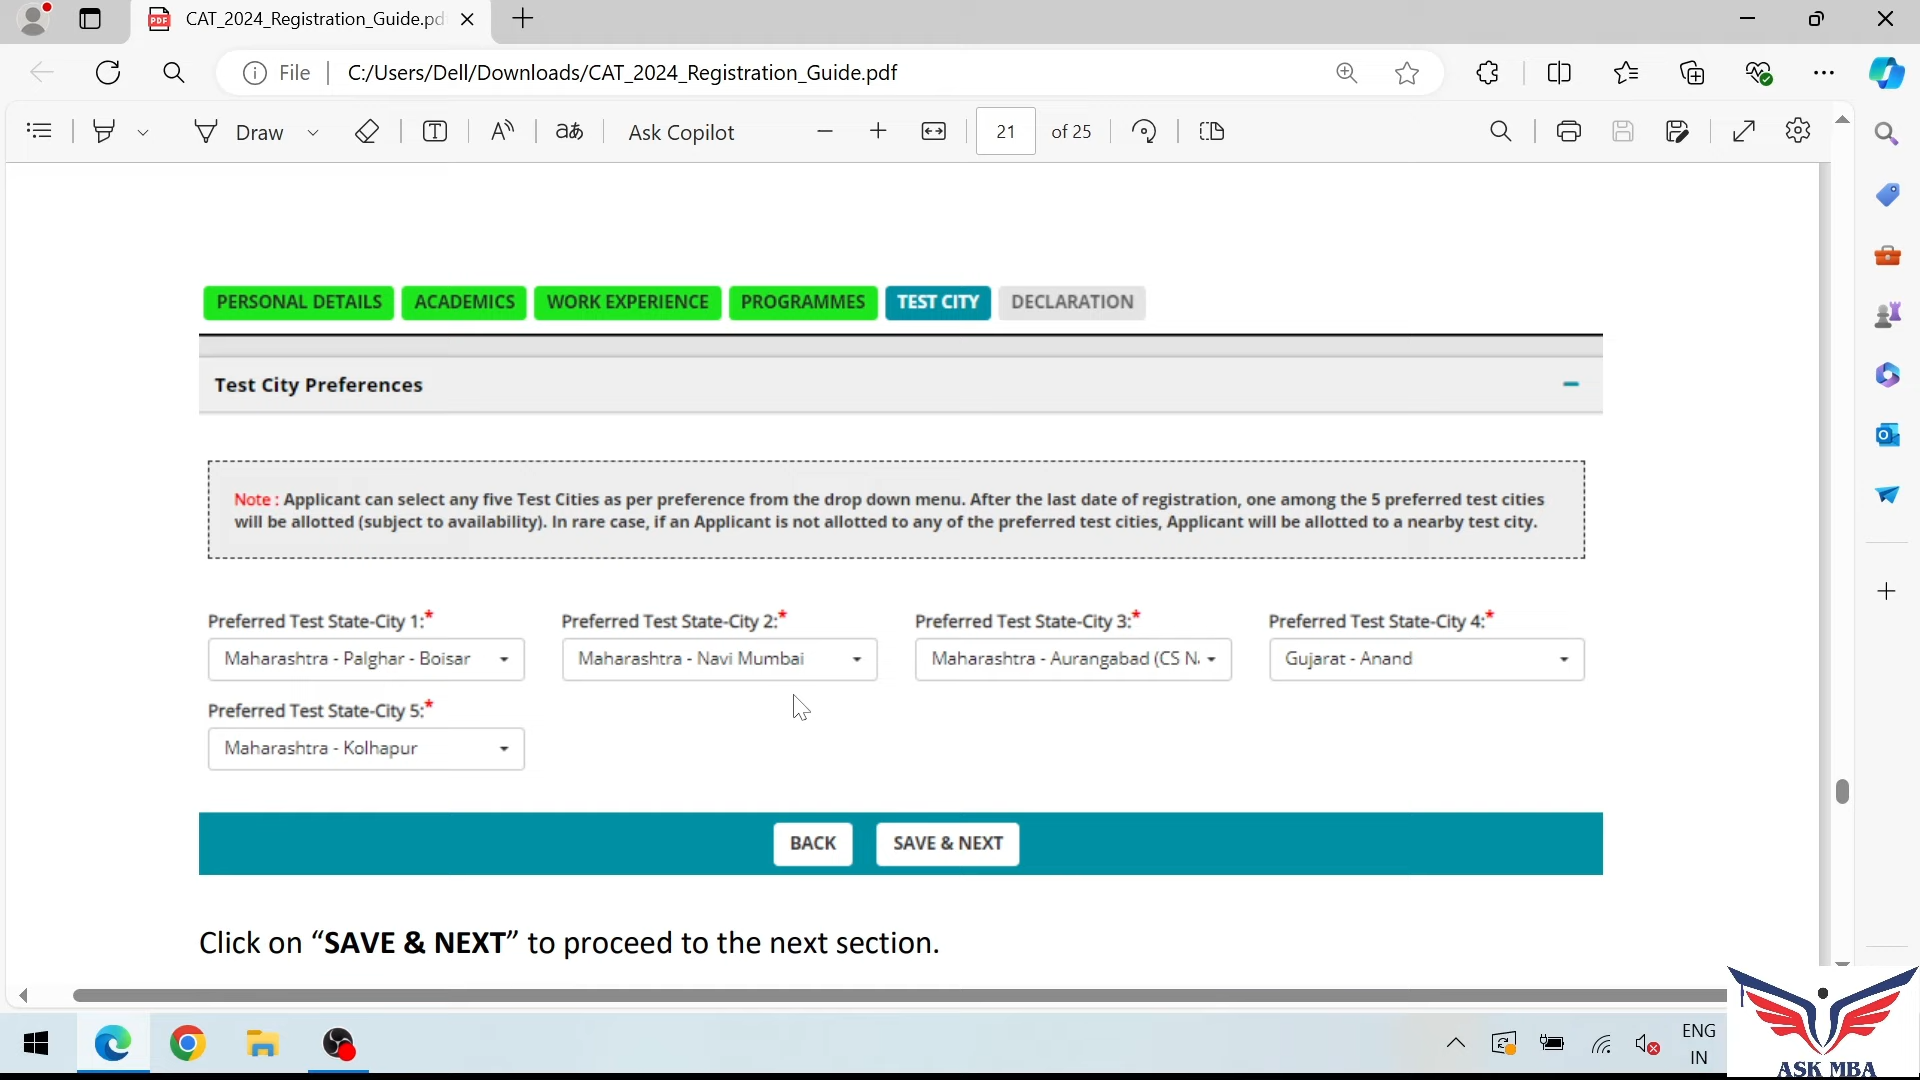 CAT_2024_Registration_Guide.pd
File
C:/Users/Dell/Downloads/CAT_2024_Registration_Guide.pdf
Draw
Ask Copilot
21
of 25
PERSONAL DETAILS
ACADEMICS
WORK EXPERIENCE
PROGRAMMES
TEST CITY
DECLARATION
Test City Preferences
Note : Applicant can select any five Test Cities as per preference from the drop down menu. After the last date of registration, one among the 5 preferred test cities
will be allotted (subject to availability). In rare case, if an Applicant is not allotted to any of the preferred test cities, Applicant will be allotted to a nearby test city.
Preferred Test State-City 1:*
Preferred Test State-City 2:*
Preferred Test State-City 3:*
Preferred Test State-City 4:*
Maharashtra - Palghar - Boisar
Maharashtra - Navi Mumbai
Maharashtra - Aurangabad (CS N.
Gujarat - Anand
Preferred Test State-City 5:*
Maharashtra - Kolhapur
BACK
SAVE & NEXT
Click on “SAVE & NEXT” to proceed to the next section.
ENG
IN
ASK MBA